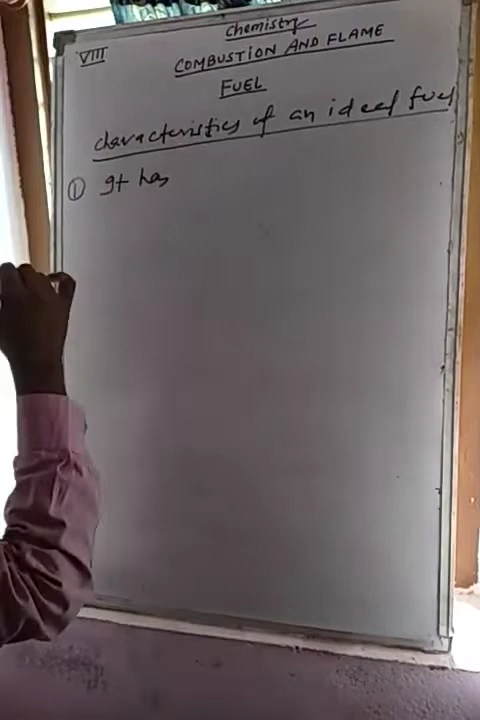 Chemistry
VIII
COMBUSTION AND FLAME
FUEL
characteristics of an ideal fuel
① It has